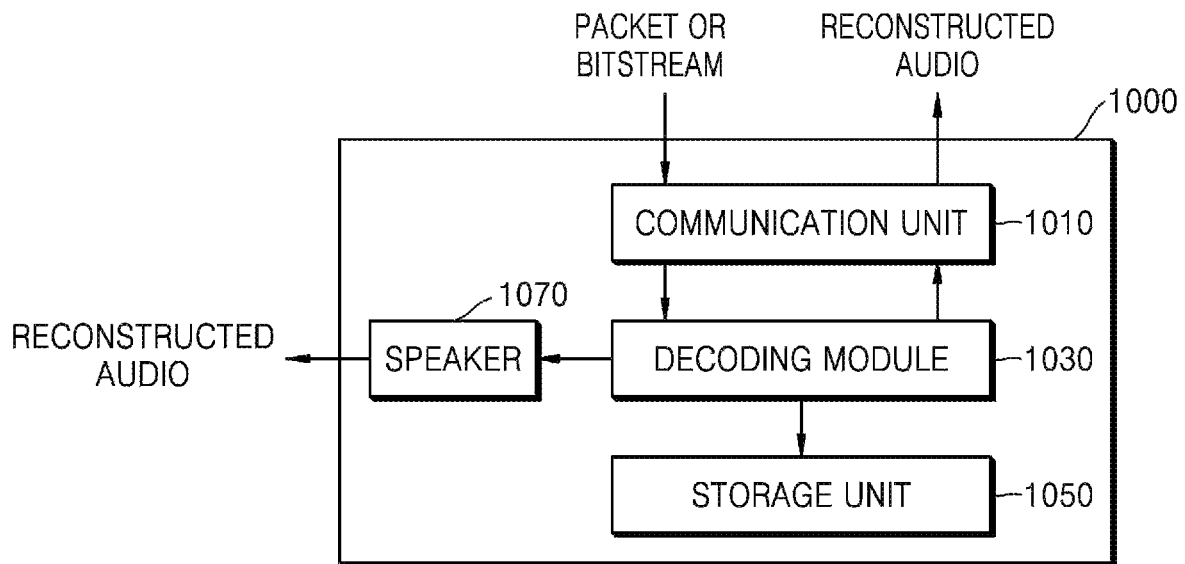 PACKET OR
BITSTREAM
RECONSTRUCTED
AUDIO
1000
COMMUNICATION UNIT
1010
1070
RECONSTRUCTED
AUDIO
SPEAKER
DECODING MODULE
1030
STORAGE UNIT
1050